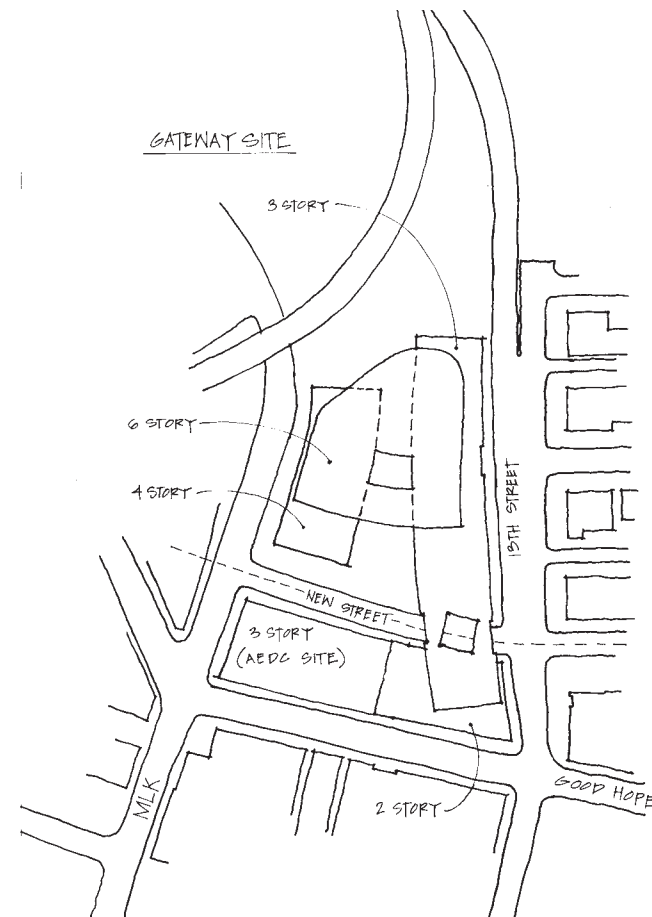 GATEWAY SITE
3 STORY
6 STORY
4 STORY
13TH STREET
NEW STREET
3 STORY
(AEDC SITE)
MLK
GOOD HOPE
2 STORY